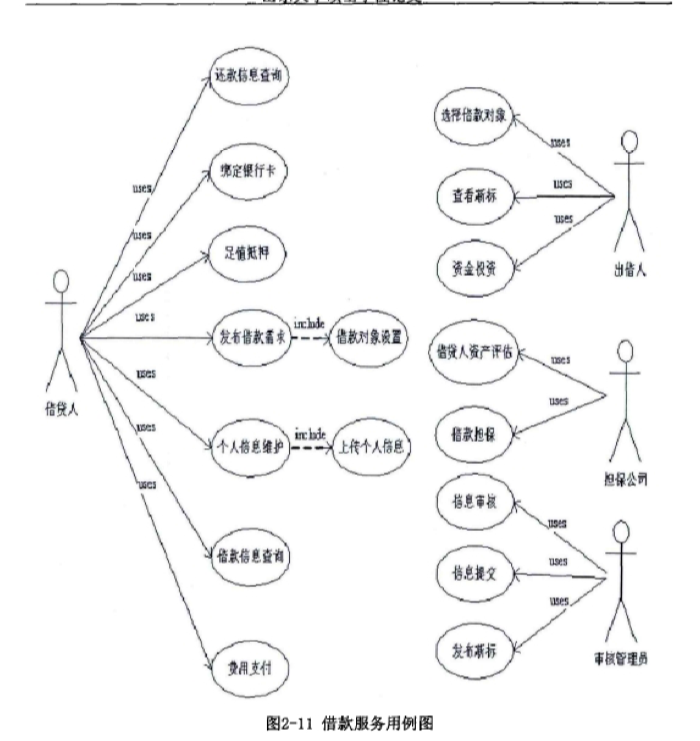 还款信息查询
uses
绑定银行卡
uses
足值抵押
uses
发布借款需求
uses
include
借款对象设置
借贷人
uses
个人信息维护
include
上传个人信息
uses
借款信息查询
uses
费用支付
选择借款对象
uses
查看新标
uses
资金投资
uses
出借人
借贷人资产评估
uses
借款担保
uses
担保公司
信息审核
uses
信息提交
uses
发布新标
uses
审核管理员
图2-11 借款服务用例图